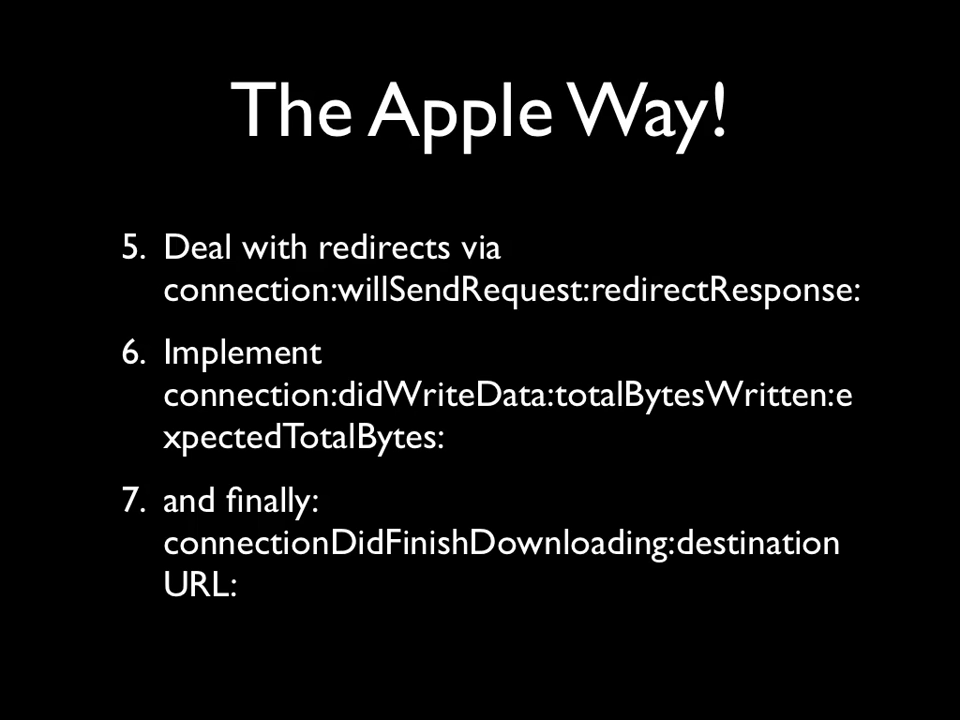 The Apple Way!
5. Deal with redirects via
connection:willSendRequest:redirectResponse:
6. Implement
connection:didWriteData:totalBytesWritten:e
xpectedTotalBytes:
7. and finally:
connectionDidFinishDownloading:destination
URL: